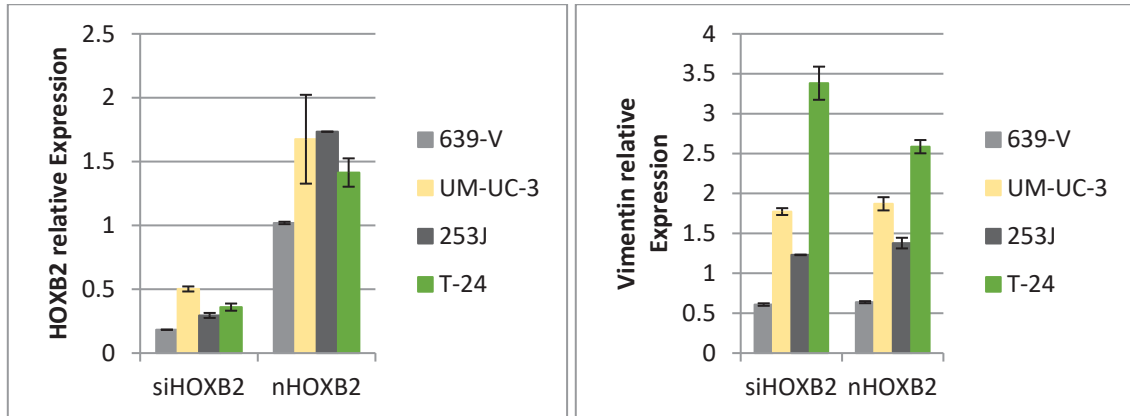 HOXB2 relative Expression
2.5
2
1.5
1
0.5
0
siHOXB2 nHOXB2
639-V
UM-UC-3
253J
T-24
Vimentin relative
Expression
4
3.5
3
2.5
2
1.5
1
0.5
0
siHOXB2 nHOXB2
639-V
UM-UC-3
253J
T-24